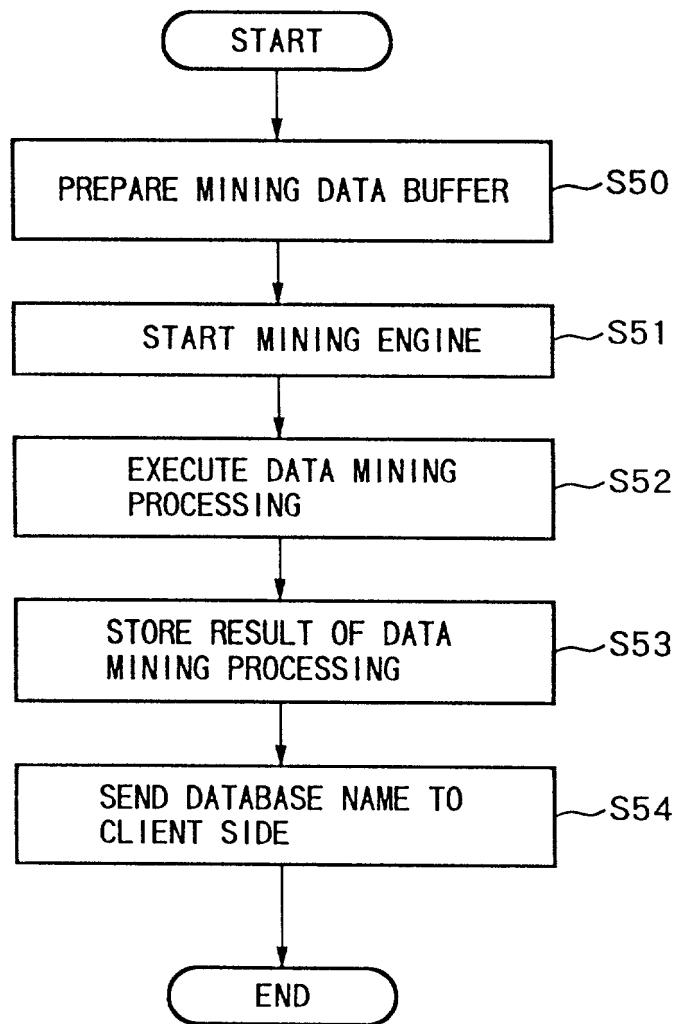 START
PREPARE MINING DATA BUFFER
S50
START MINING ENGINE
S51
EXECUTE DATA MINING
PROCESSING
S52
STORE RESULT OF DATA
MINING PROCESSING
S53
SEND DATABASE NAME TO
CLIENT SIDE
S54
END